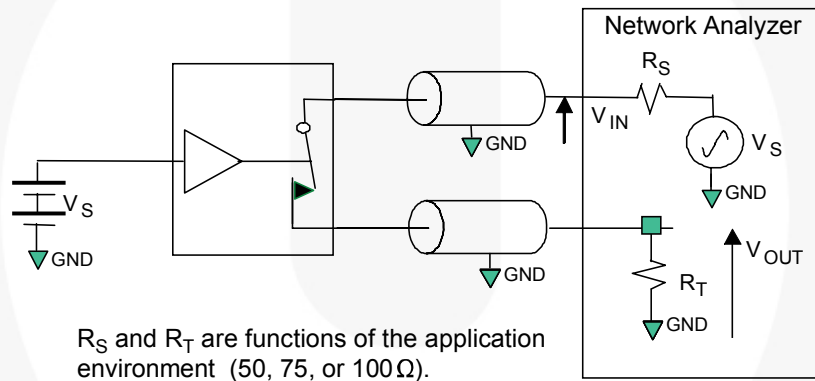 Network Analyzer
R_S
GND
V_IN
V_S
GND
V_S
GND
GND
V_OUT
R_T
GND
R_S and R_T are functions of the application
environment (50, 75, or 100Ω).